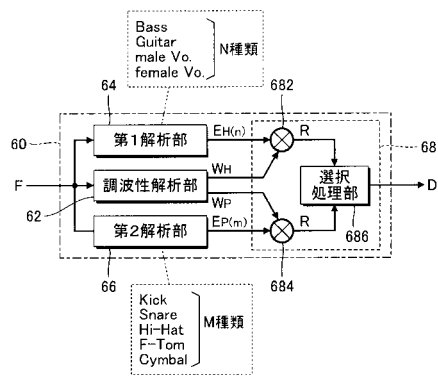 Bass
Guitar
male Vo.
female Vo.
N種類
64
682
60
第1解析部
EH(n)
R
68
F
調波性解析部
WH
WP
選択
処理部
D
62
686
第2解析部
EP(m)
R
66
684
Kick
Snare
Hi-Hat
F-Tom
Cymbal
M種類